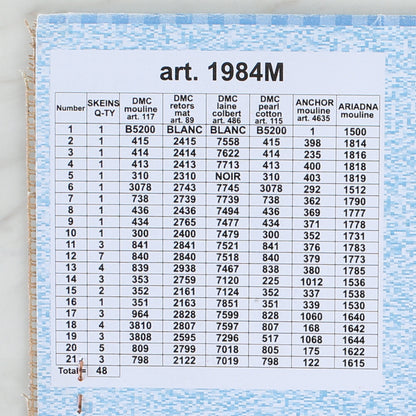 art. 1984M
Number SKEINS Q-TY DMC mouline art. 117 DMC retors mat art. 89 DMC laine colbert art. 486 DMC pearl cotton art. 115 ANCHOR mouline art. 4635 ARIADNA mouline
1 1 B5200 BLANC BLANC B5200 1 1500
2 1 415 2415 7558 415 398 1814
3 1 414 2414 7622 414 235 1816
4 1 413 2413 7713 413 400 1818
5 1 310 2310 NOIR 310 403 1819
6 1 3078 2743 7745 3078 292 1512
7 1 738 2739 7739 738 362 1790
8 1 436 2436 7494 436 369 1777
9 1 434 2765 7477 434 371 1778
10 1 300 2400 7479 300 352 1731
11 3 841 2841 7521 841 376 1783
12 7 840 2840 7518 840 379 1773
13 4 839 2938 7467 838 380 1785
14 3 353 2759 7120 225 1012 1536
15 2 352 2161 7124 352 337 1538
16 1 351 2163 7851 351 339 1530
17 3 964 2828 7599 828 1060 1640
18 4 3810 2807 7597 807 168 1642
19 3 3808 2595 7296 517 1068 1644
20 5 809 2799 7018 805 175 1622
21 3 798 2122 7019 798 122 1615
Total= 48